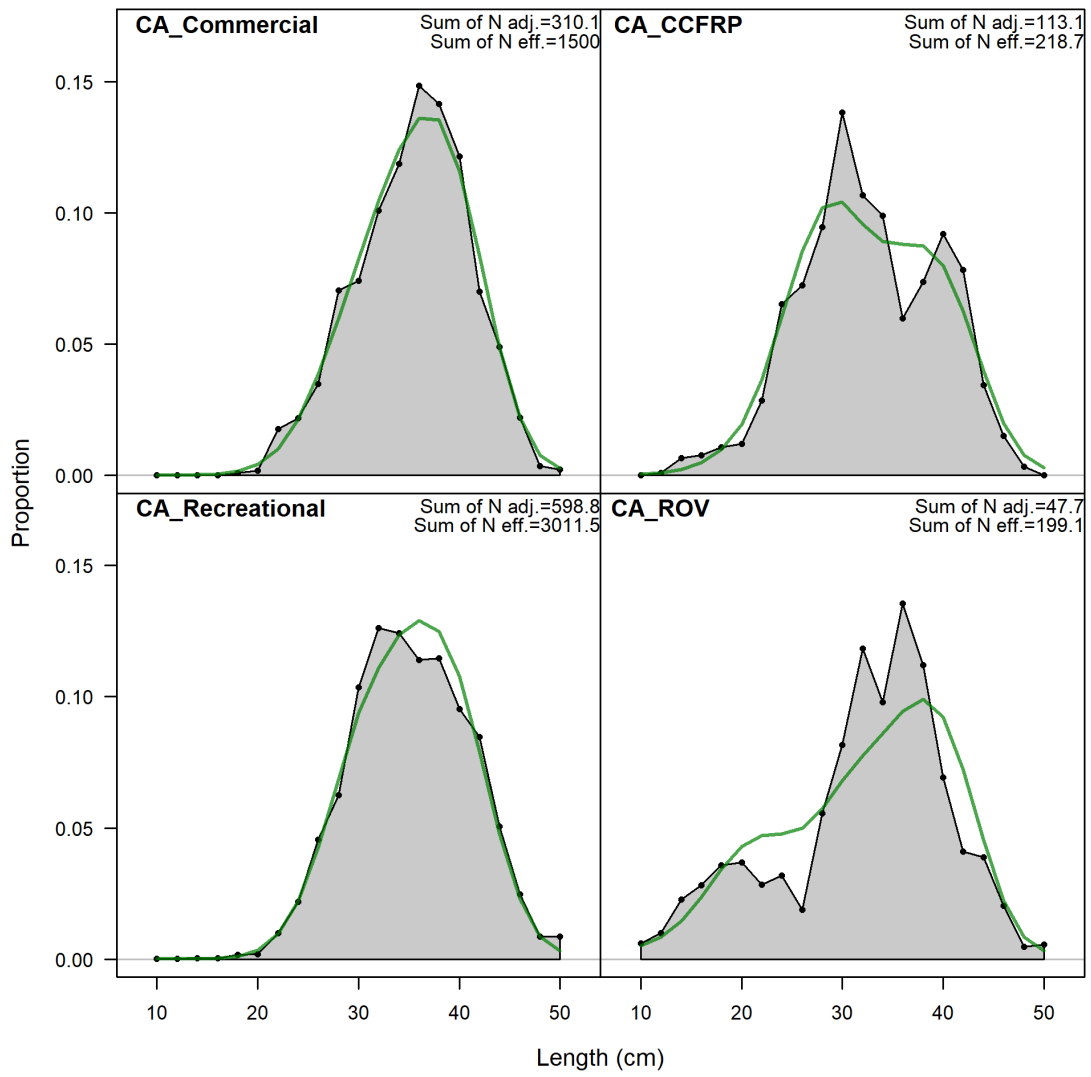 CA_Commercial
Sum of N adj.=310.1
Sum of N eff.=1500
CA_CCFRP
Sum of N adj.=113.1
Sum of N eff.=218.7
0.15
0.10
0.05
0.00
CA_Recreational
Sum of N adj.=598.8
Sum of N eff.=3011.5
CA_ROV
Sum of N adj.=47.7
Sum of N eff.=199.1
0.15
0.10
0.05
0.00
Proportion
10 20 30 40 50 10 20 30 40 50
Length (cm)